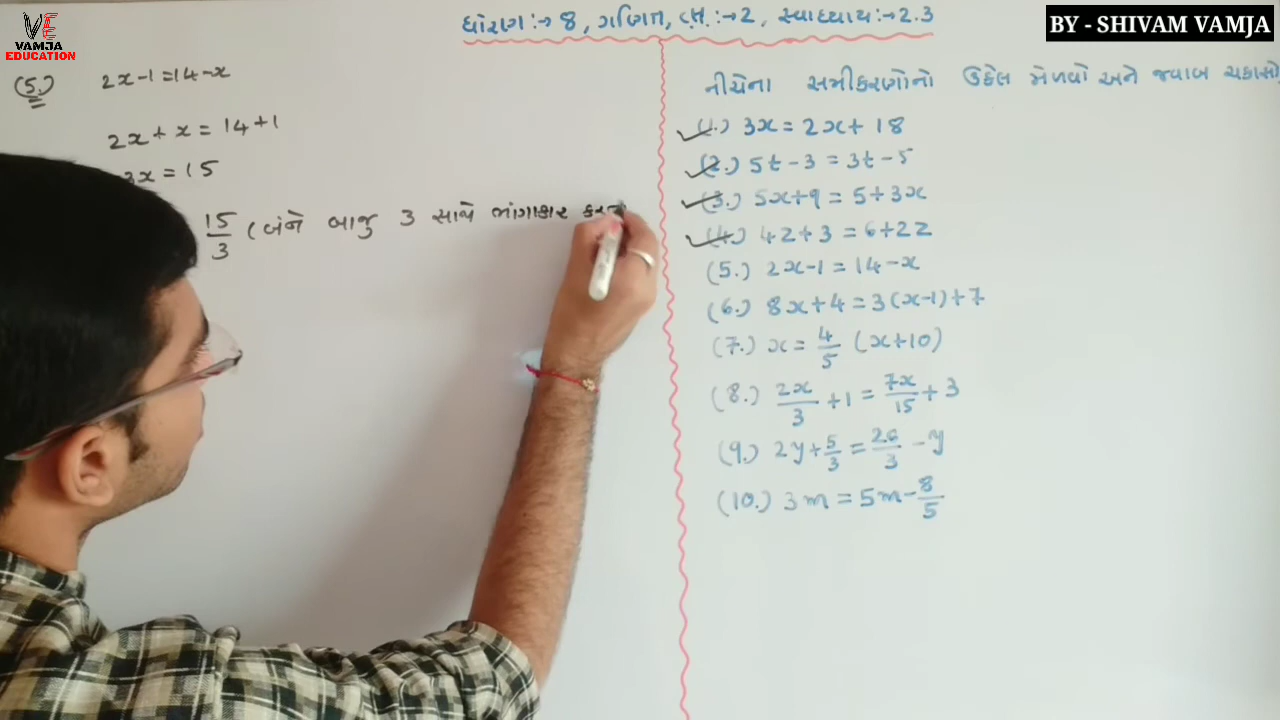 VE
VAMJA
EDUCATION
ધોરણ:→ 8, ગણિત, પ્ર.:→2, સ્વાધ્યાય:→2.3
BY - SHIVAM VAMJA
(5.) 2x-1=14-x
2x+x=14+1
3x=15
15/3 (બંને બાજુ 3 સાથે ભાગાકાર
નીચેના સમીકરણોનો ઉકેલ મેળવો અને જવાબ ચકાસો
(1.) 3x=2x+18
(2.) 5t-3=3t-5
(3.) 5x+9=5+3x
(4.) 4z+3=6+2z
(5.) 2x-1=14-x
(6.) 8x+4=3(x-1)+7
(7.) x=4/5 (x+10)
(8.) 2x/3+1=7x/15+3
(9.) 2y+5/3=26/3-y
(10.) 3m=5m-8/5